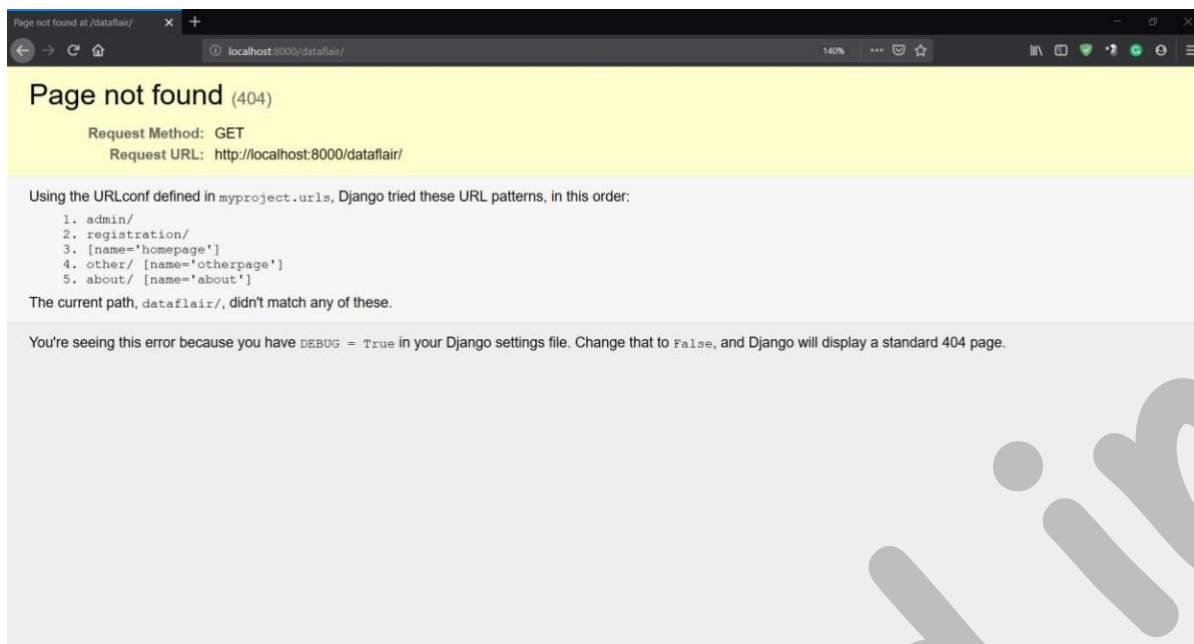 Page not found at /dataflair/
localhost:8000/dataflair/
140%
Page not found (404)
Request Method: GET
Request URL: http://localhost:8000/dataflair/
Using the URLconf defined in myproject.urls, Django tried these URL patterns, in this order:
1. admin/
2. registration/
3. [name='homepage']
4. other/ [name='otherpage']
5. about/ [name='about']
The current path, dataflair/, didn't match any of these.
You're seeing this error because you have DEBUG = True in your Django settings file. Change that to False, and Django will display a standard 404 page.